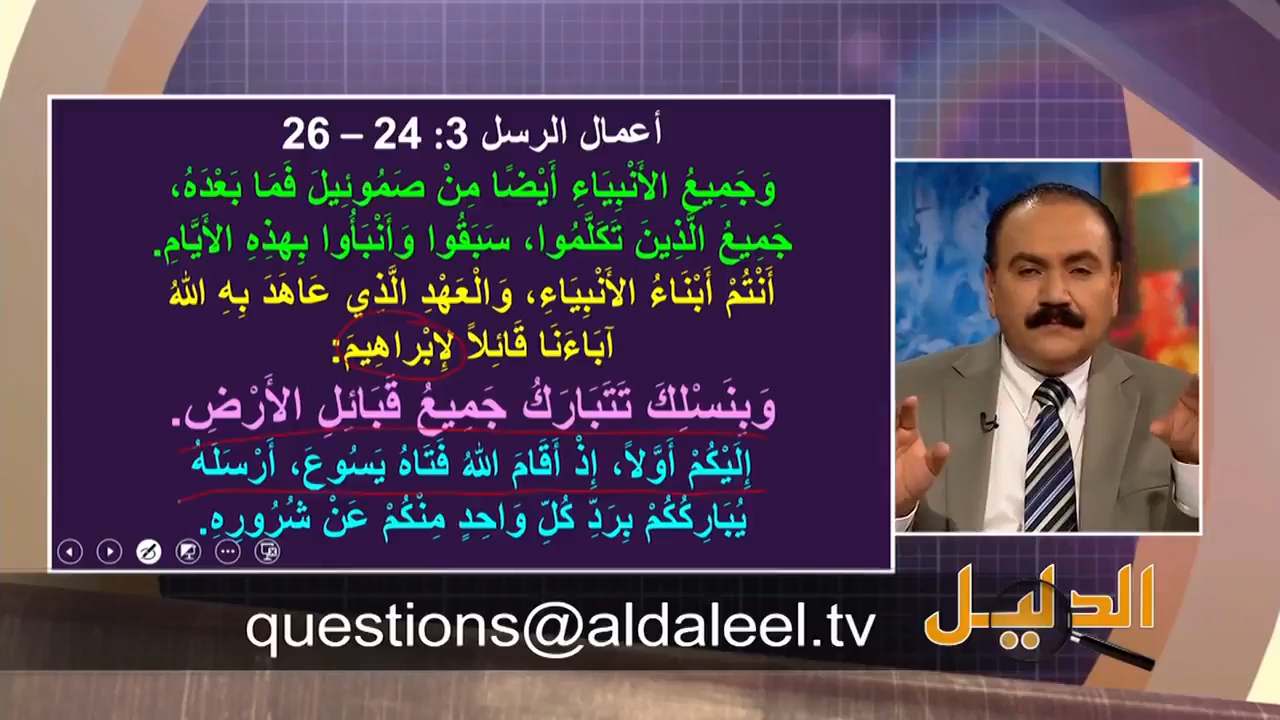 أعمال الرسل 3: 24 – 26
وَجَمِيعُ الأَنْبِيَاءِ أَيْضًا مِنْ صَمُوئِيلَ فَمَا بَعْدَهُ،
جَمِيعُ الَّذِينَ تَكَلَّمُوا، سَبَقُوا وَأَنْبَأُوا بِهذِهِ الأَيَّامِ.
أَنْتُمْ أَبْنَاءُ الأَنْبِيَاءِ، وَالْعَهْدِ الَّذِي عَاهَدَ بِهِ اللهُ
آبَاءَنَا قَائِلاً لإِبْراهِيمَ:
وَبِنَسْلِكَ تَتَبَارَكُ جَمِيعُ قَبَائِلِ الأَرْضِ.
إِلَيْكُمْ أَوَّلاً، إِذْ أَقَامَ اللهُ فَتَاهُ يَسُوعَ، أَرْسَلَهُ
يُبَارِكُكُمْ بِرَدِّ كُلِّ وَاحِدٍ مِنْكُمْ عَنْ شُرُورِهِ.
questions@aldaleel.tv
الدليل